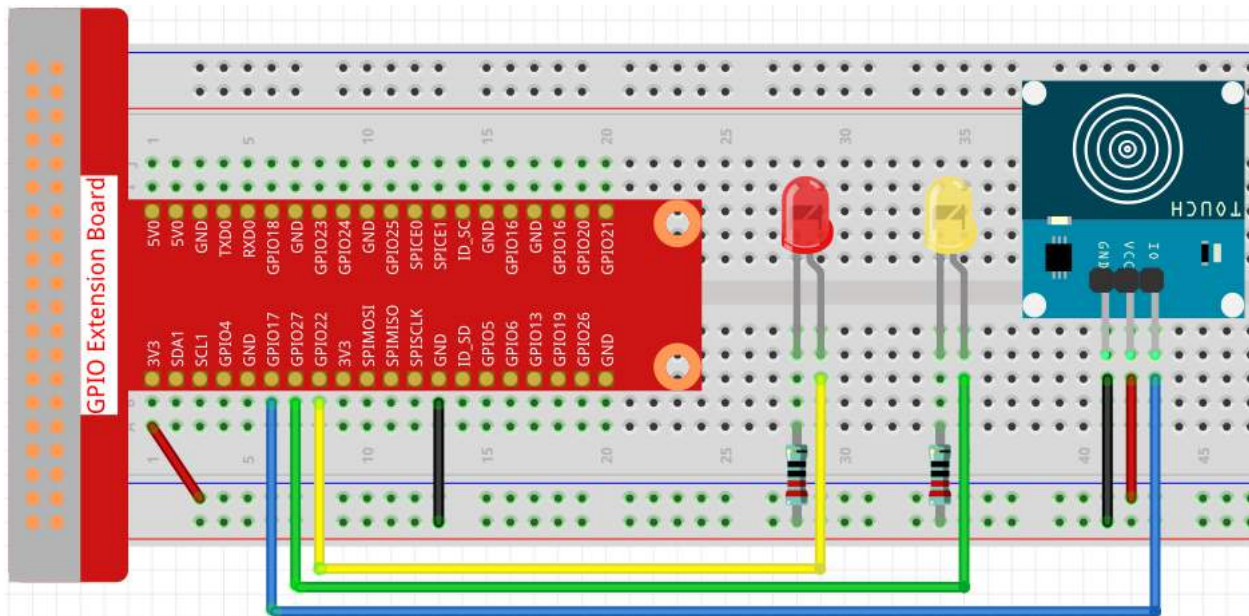 GPIO Extension Board
1
5
10
15
20
25
30
35
5V0
5V0
GND
TXD0
RXD0
GPIO18
GND
GPIO23
GPIO24
GND
GPIO25
SPICE0
SPICE1
ID_SC
GND
GPIO16
GND
GPIO16
GPIO20
GPIO21
3V3
SDA1
SCL1
GPIO4
GND
GPIO17
GPIO27
GPIO22
3V3
SPIMOSI
SPIMISO
SPISCLK
GND
ID_SD
GPIO5
GPIO6
GPIO13
GPIO19
GPIO26
GND
TOUCH
GND
VCC
IO
A
1
5
10
15
20
25
30
40
45